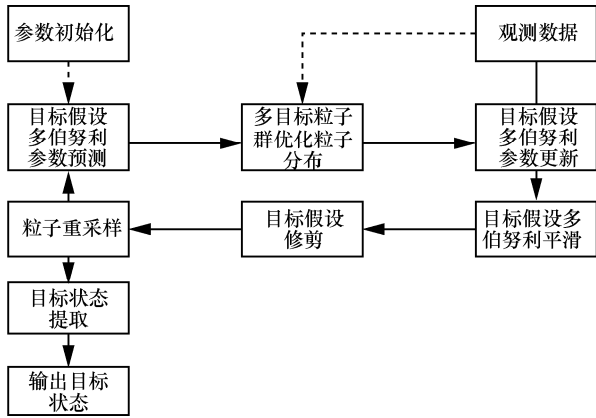 参数初始化
观测数据
目标假设
多伯努利
参数预测
多目标粒子
群优化粒子
分布
目标假设
多伯努利
参数更新
粒子重采样
目标假设
修剪
目标假设多
伯努利平滑
目标状态
提取
输出目标
状态